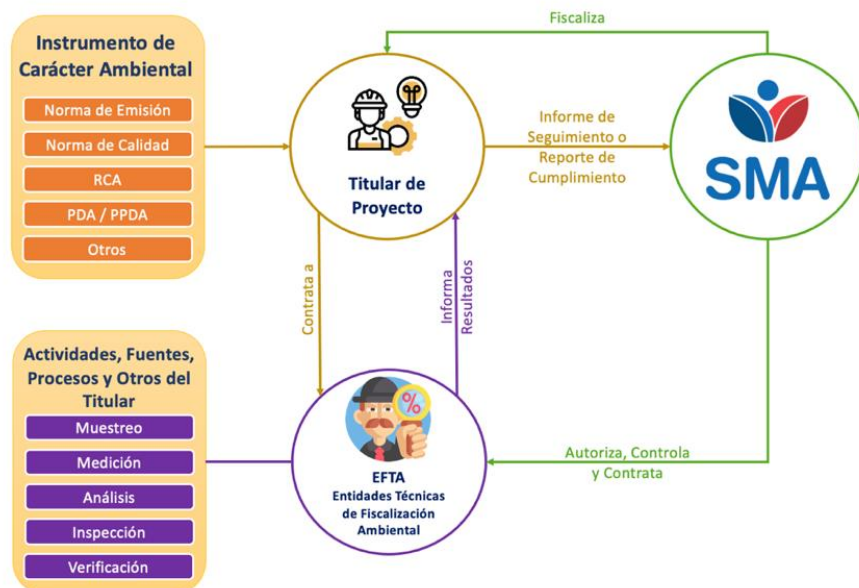 Instrumento de
Carácter Ambiental
Norma de Emisión
Norma de Calidad
RCA
PDA / PPDA
Otros
Fiscaliza
Titular de
Proyecto
Informe de
Seguimiento o
Reporte de
Cumplimiento
SMA
Contrata a
Informa
Resultados
Actividades, Fuentes,
Procesos y Otros del
Titular
Muestreo
Medición
Análisis
Inspección
Verificación
%
EFTA
Entidades Técnicas
de Fiscalización
Ambiental
Autoriza, Controla
y Contrata